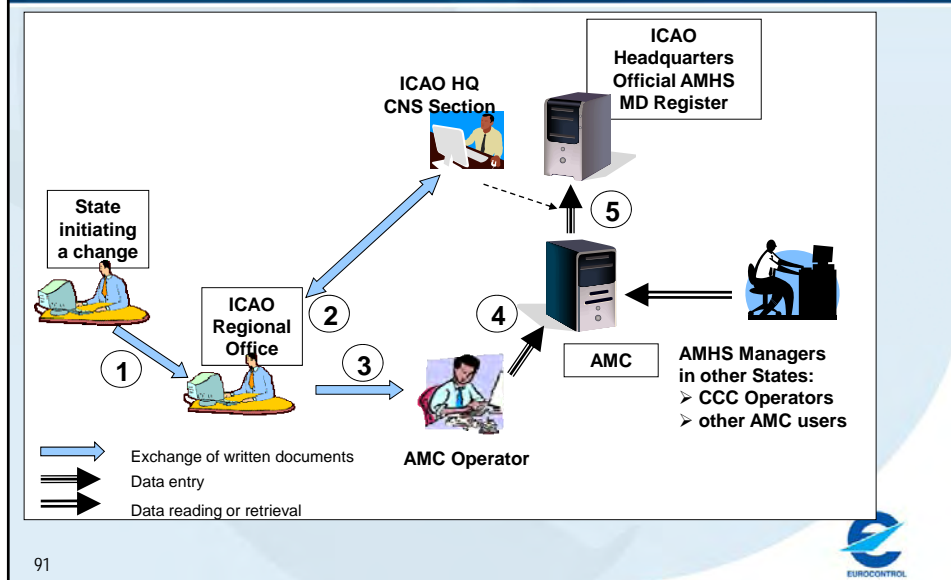 ICAO
Headquarters
Official AMHS
MD Register
ICAO HQ
CNS Section
State
initiating
a change
5
ICAO
Regional
Office
2
4
1
3
AMC
AMHS Managers
in other States:
➢ CCC Operators
➢ other AMC users
AMC Operator
Exchange of written documents
Data entry
Data reading or retrieval
91
EUROCONTROL